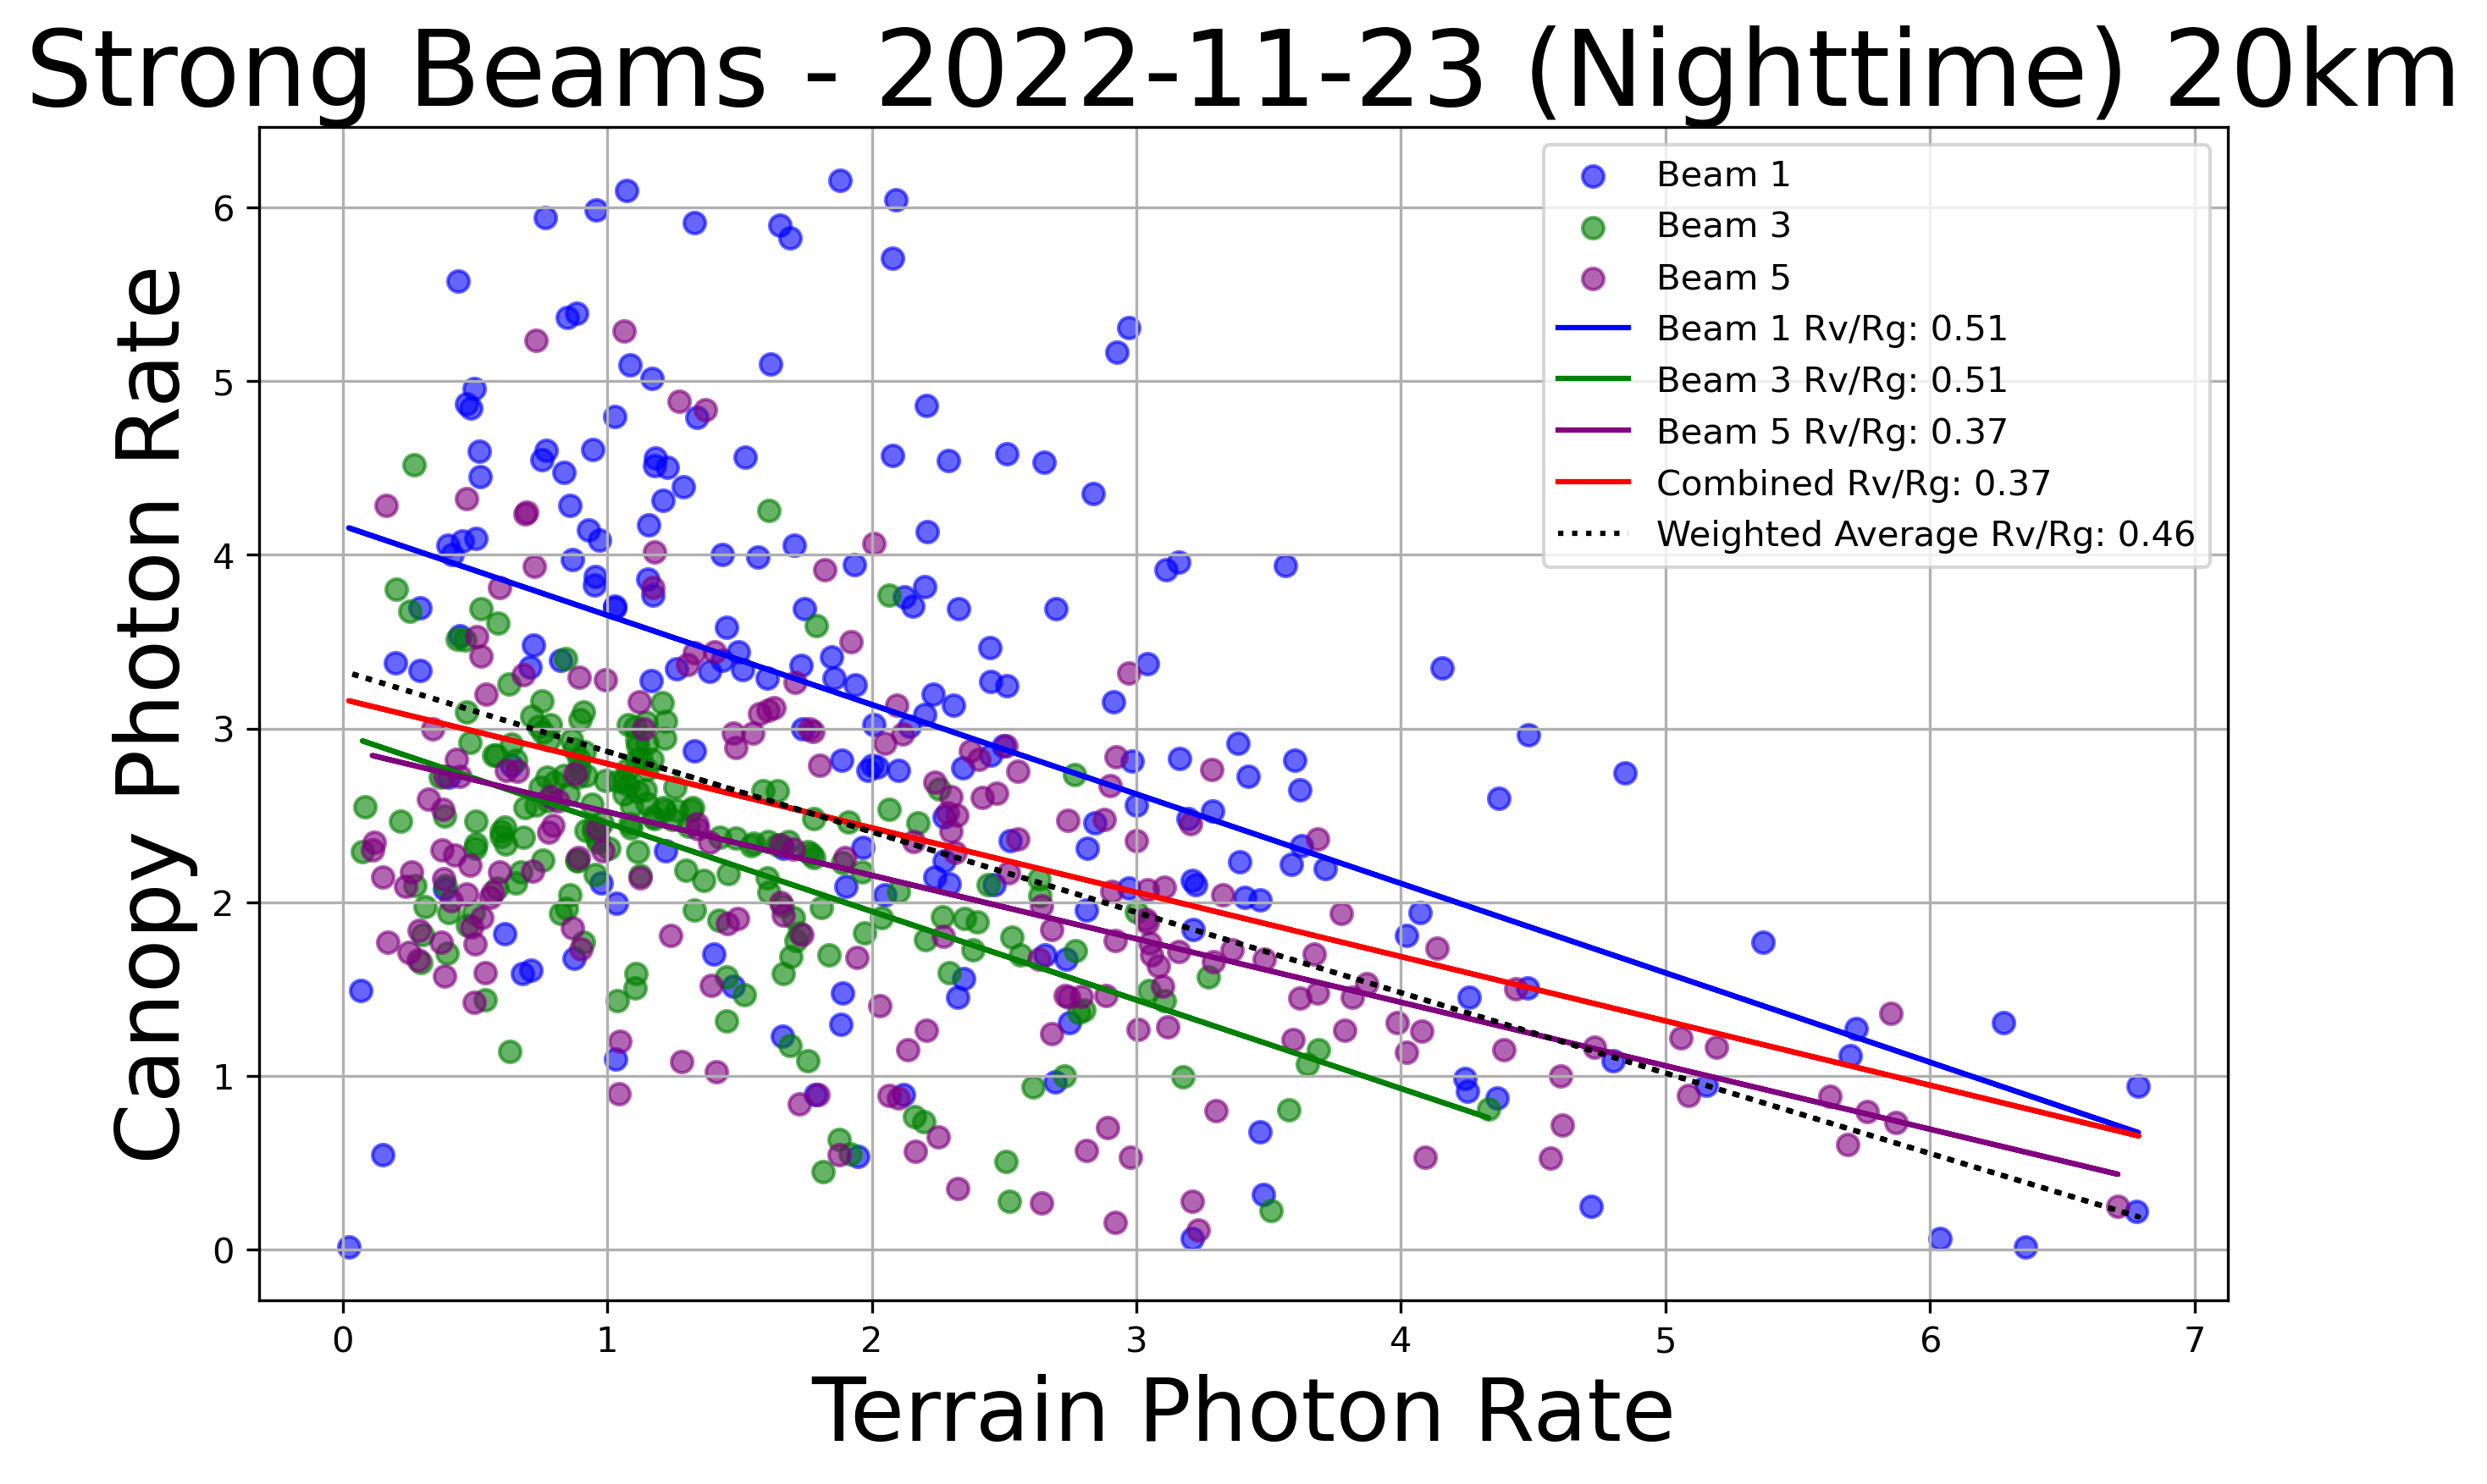 Strong Beams - 2022-11-23 (Nighttime) 20km
Canopy Photon Rate
6
5
4
3
2
1
0
Beam 1
Beam 3
Beam 5
Beam 1 Rv/Rg: 0.51
Beam 3 Rv/Rg: 0.51
Beam 5 Rv/Rg: 0.37
Combined Rv/Rg: 0.37
Weighted Average Rv/Rg: 0.46
0 1 2 3 4 5 6 7
Terrain Photon Rate